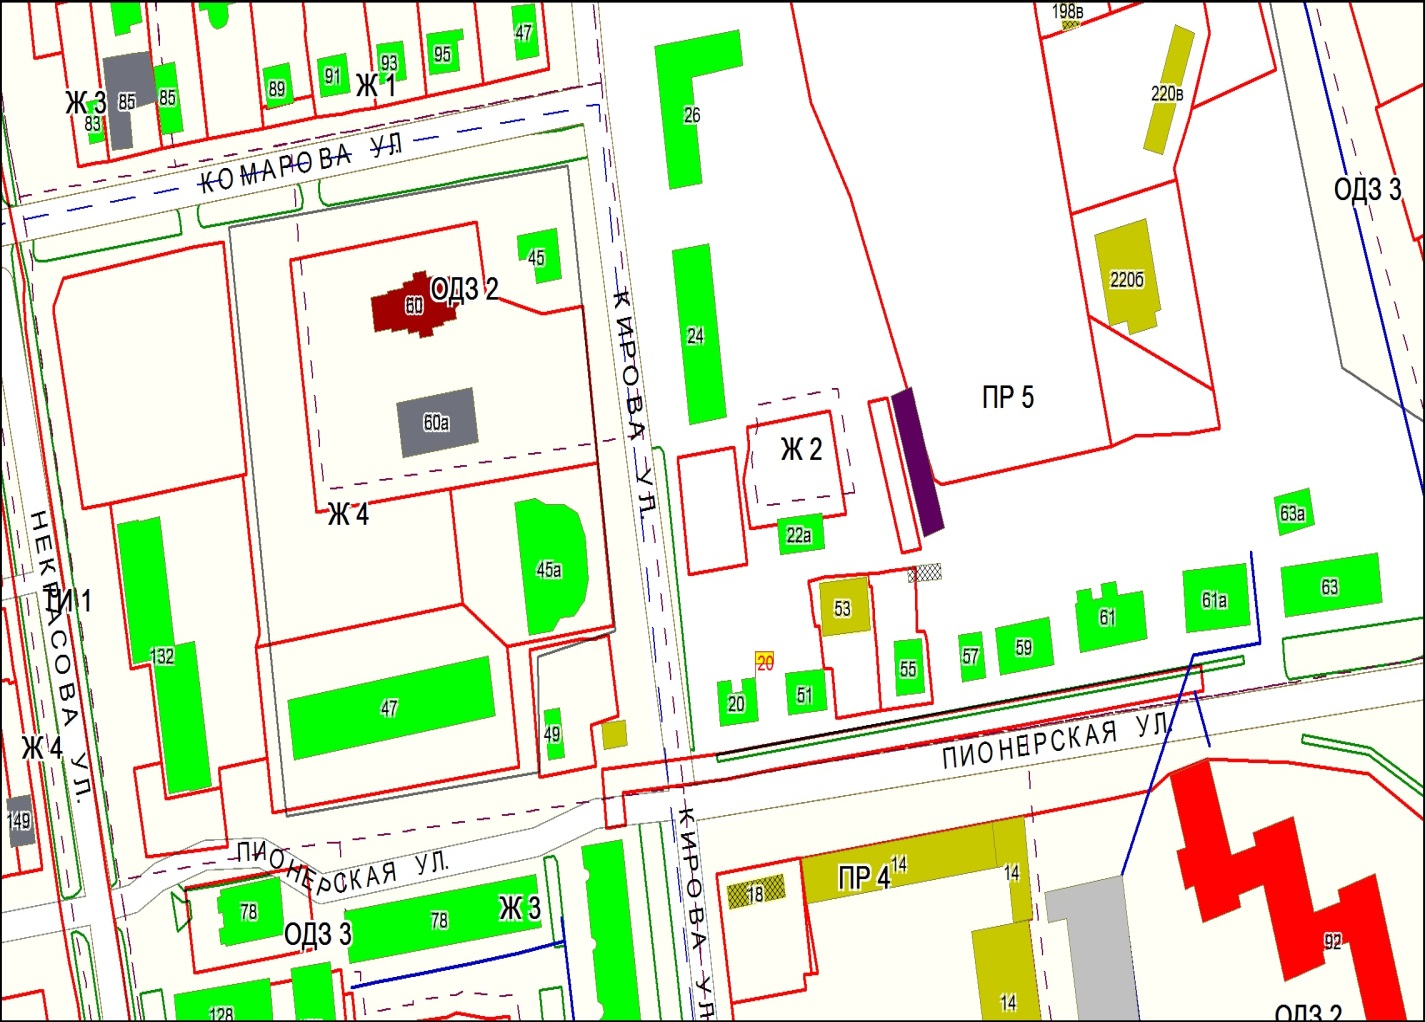 198в
47
95
93
91
89
85
85
83
Ж 3
Ж 1
220в
26
КОМАРОВА УЛ
ОДЗ 3
45
ОДЗ 2
60
220б
КИРОВА УЛ.
24
ПР 5
60а
Ж 2
Ж 4
63а
22а
НЕКРАСОВА УЛ.
45а
53
61а
63
61
59
57
55
132
20
51
20
47
49
Ж 4
ПИОНЕРСКАЯ УЛ.
149
КИРОВА УЛ
ПИОНЕРСКАЯ УЛ.
ПР 4
14
14
18
78
78
Ж 3
ОДЗ 3
92
14
128
ОДЗ 2